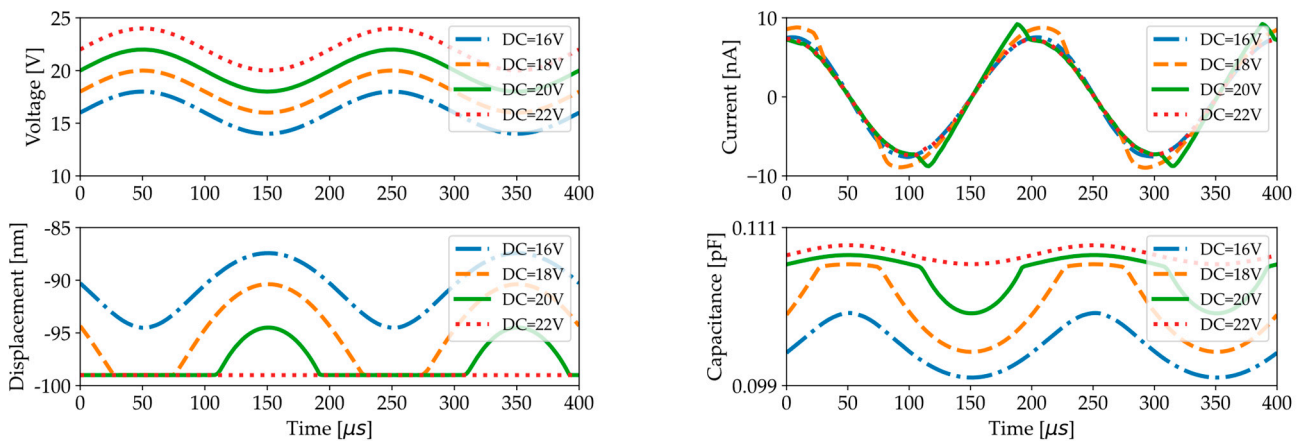 Voltage [V]
25
20
15
10
0 50 100 150 200 250 300 350 400
DC=16V
DC=18V
DC=20V
DC=22V
Current [nA]
10
0
−10
0 50 100 150 200 250 300 350 400
DC=16V
DC=18V
DC=20V
DC=22V
Displacement [nm]
-85
-90
-95
-100
0 50 100 150 200 250 300 350 400
Time [μs]
DC=16V
DC=18V
DC=20V
DC=22V
Capacitance [pF]
0.111
0.099
0 50 100 150 200 250 300 350 400
Time [μs]
DC=16V
DC=18V
DC=20V
DC=22V